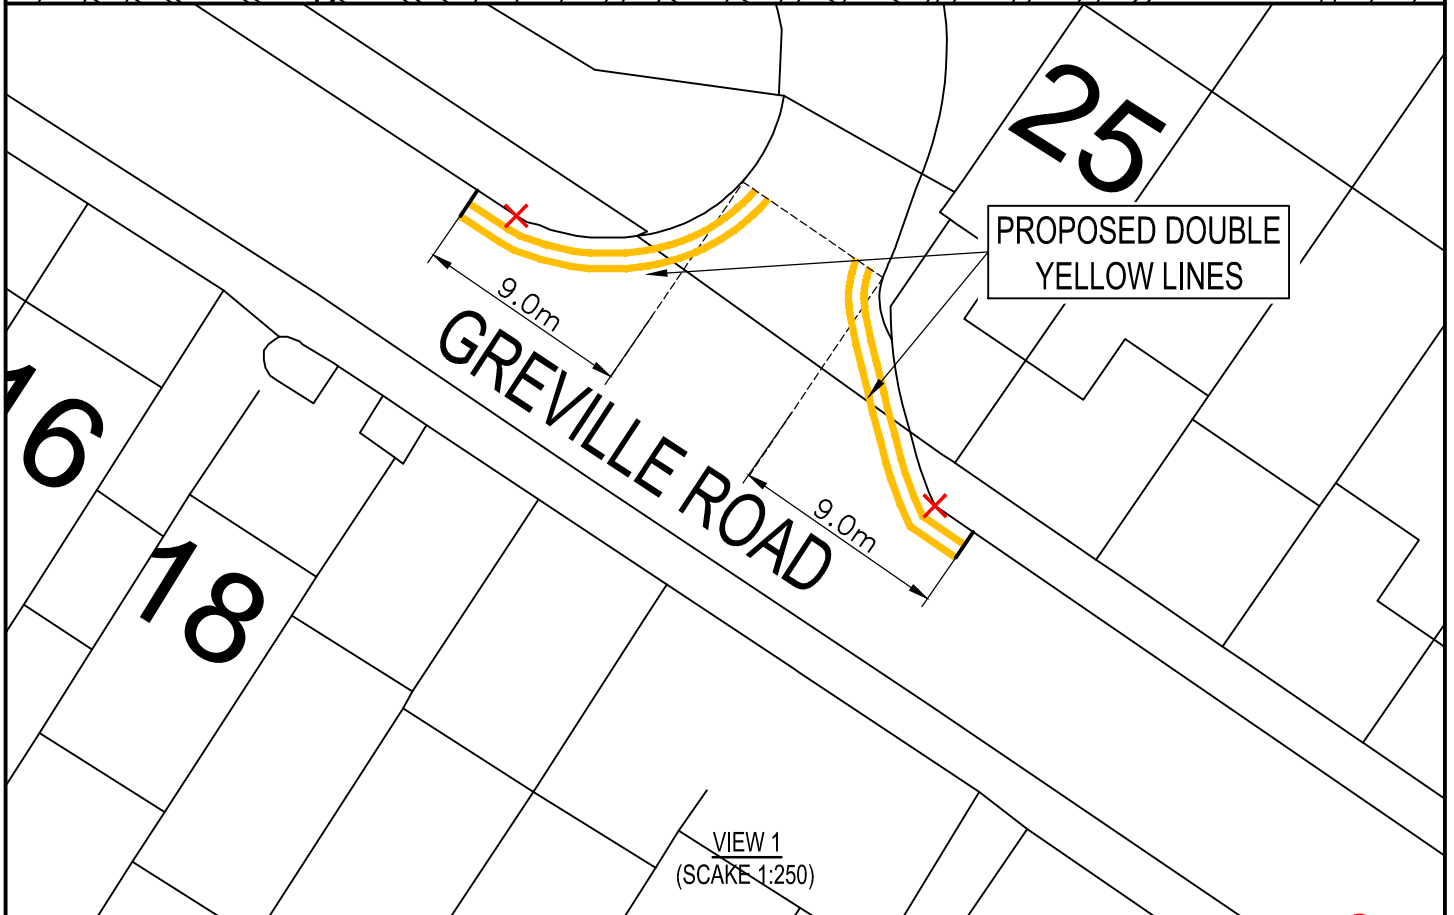 25
PROPOSED DOUBLE
YELLOW LINES
9.0m
GREVILLE ROAD
9.0m
16
18
VIEW 1
(SCAKE 1:250)